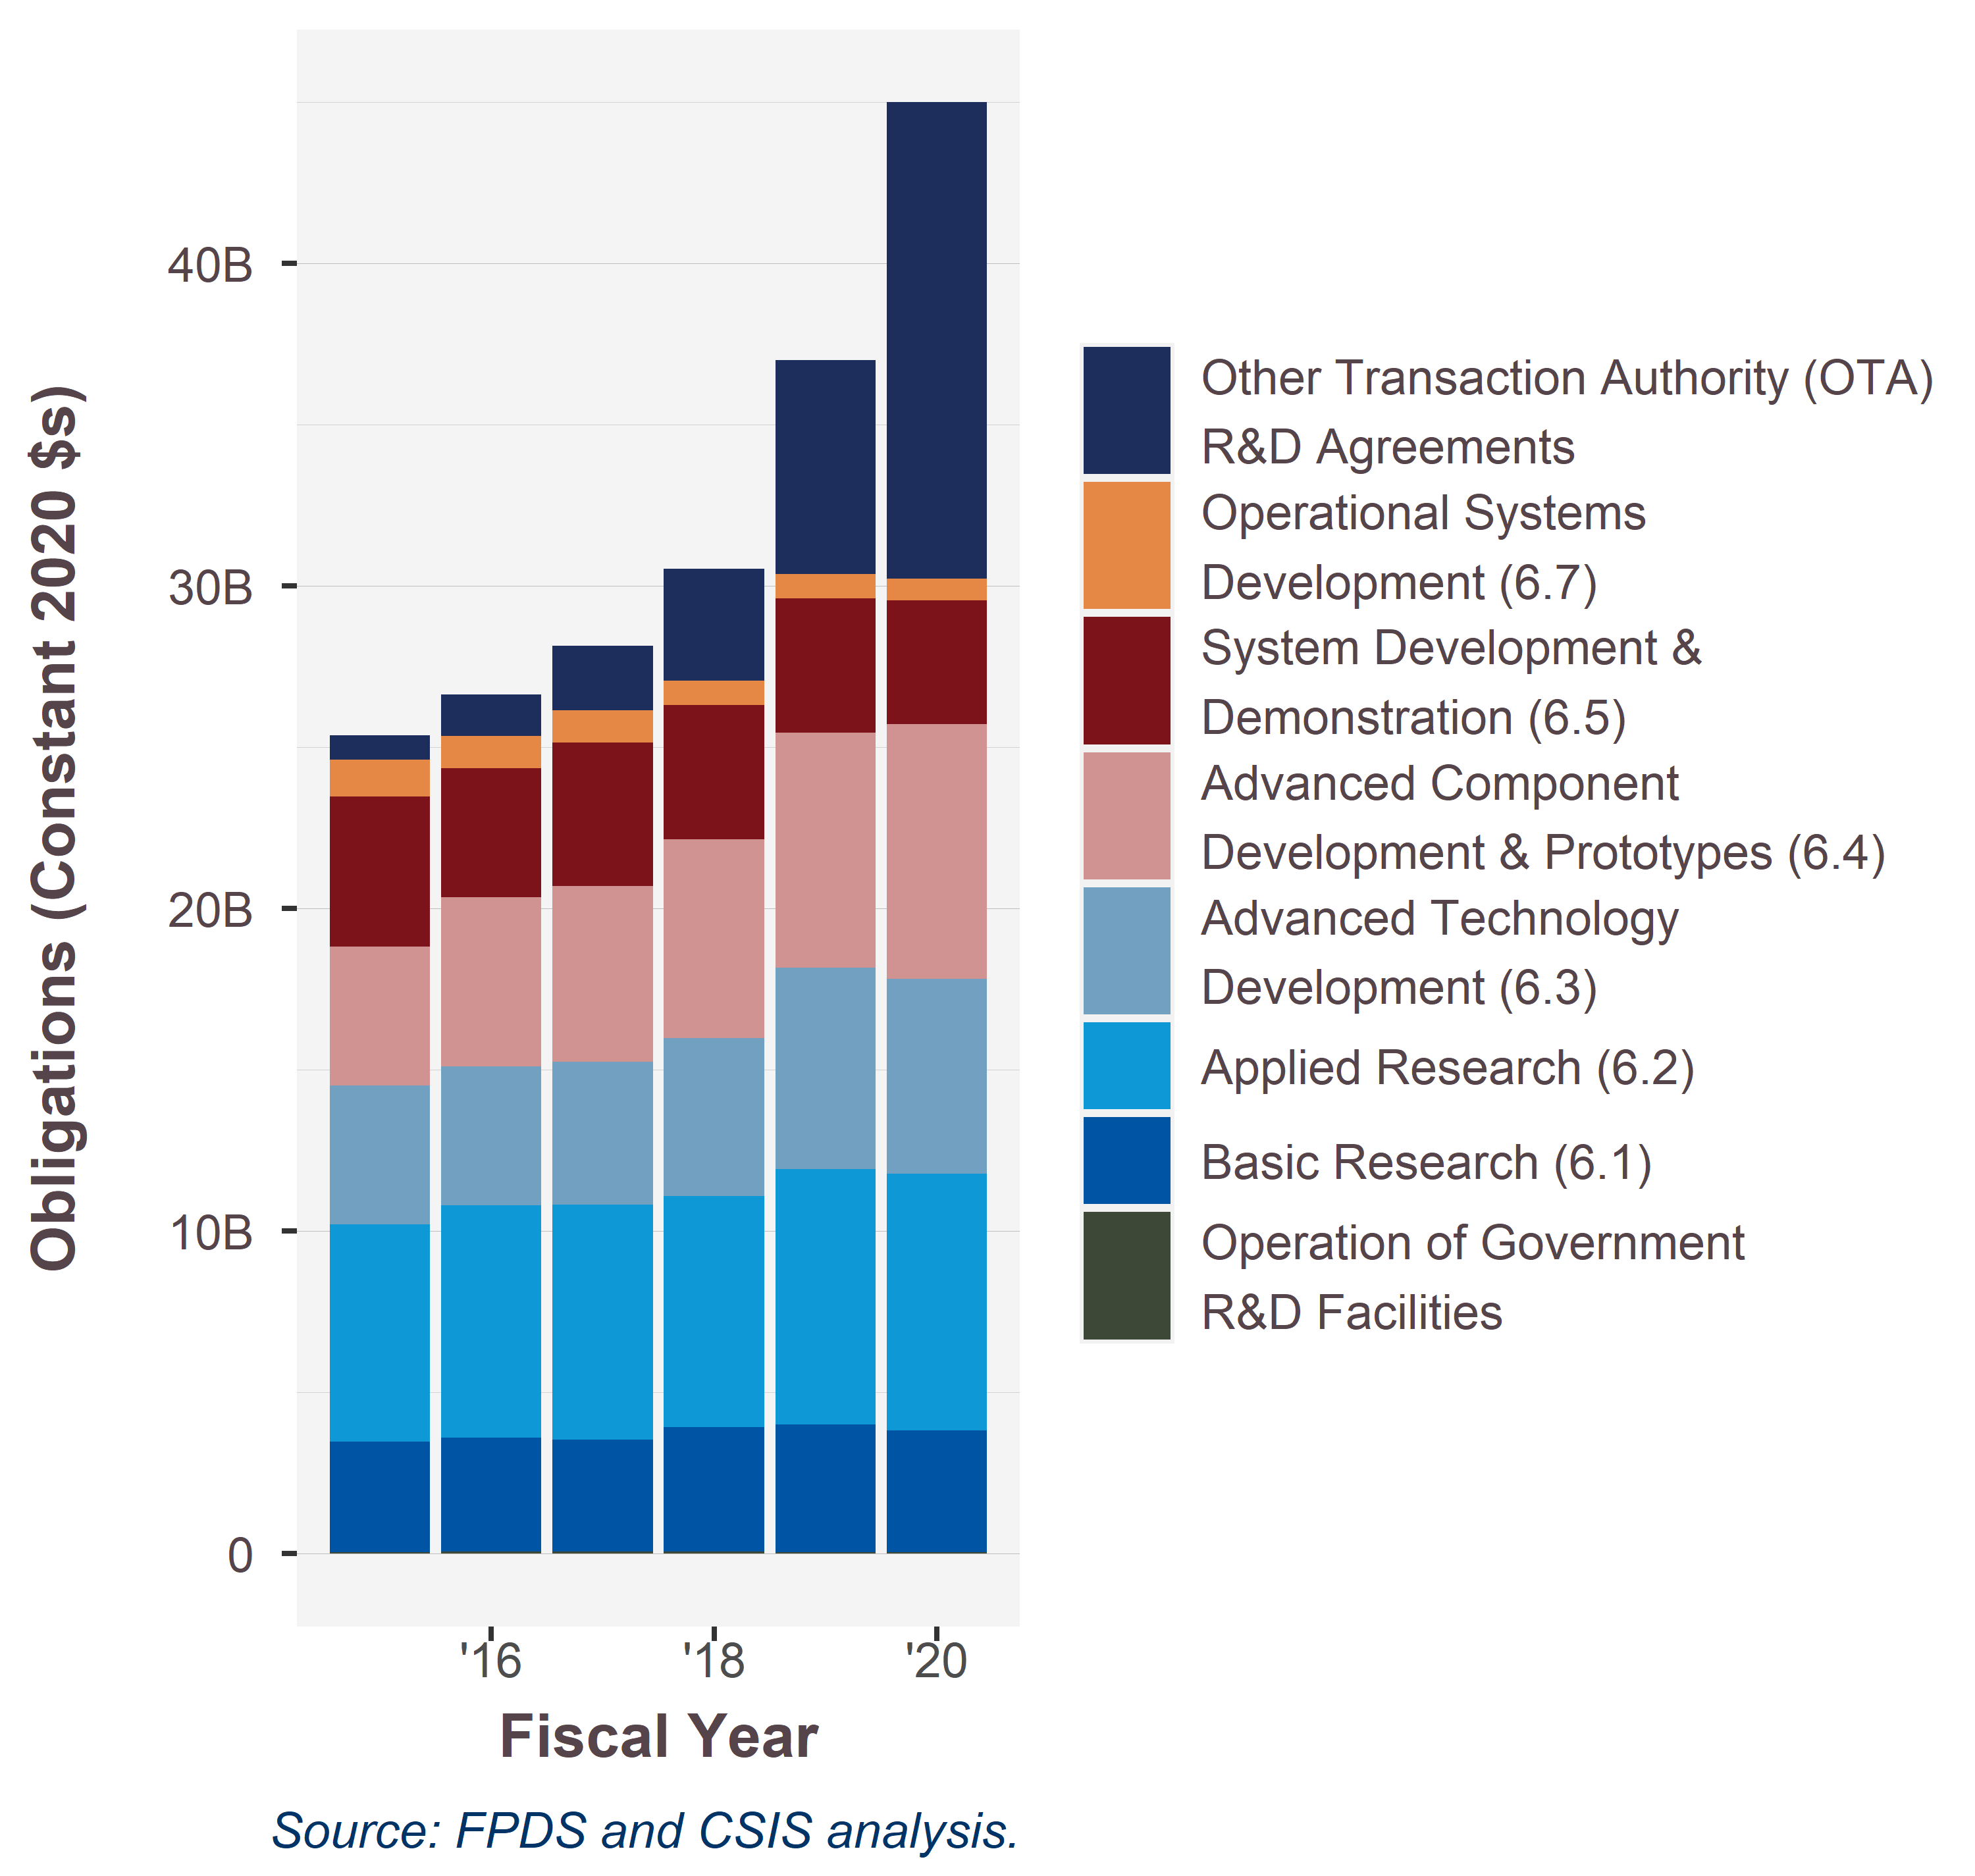 Obligations (Constant 2020 $s)
40B
30B
20B
10B
0
'16
'18
'20
Fiscal Year
Other Transaction Authority (OTA)
R&D Agreements
Operational Systems
Development (6.7)
System Development &
Demonstration (6.5)
Advanced Component
Development & Prototypes (6.4)
Advanced Technology
Development (6.3)
Applied Research (6.2)
Basic Research (6.1)
Operation of Government
R&D Facilities
Source: FPDS and CSIS analysis.